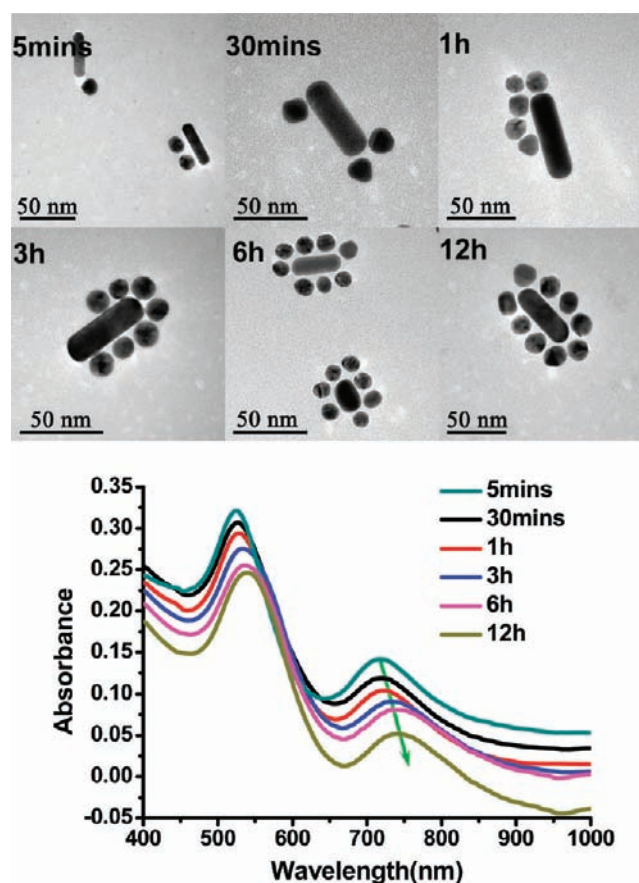 5mins 30mins 1h
50 nm 50 nm 50 nm
3h 6h 12h
50 nm 50 nm 50 nm
0.35
0.30
0.25
0.20
0.15
0.10
0.05
0.00
-0.05
Absorbance
5mins
30mins
1h
3h
6h
12h
400 500 600 700 800 900 1000
Wavelength(nm)